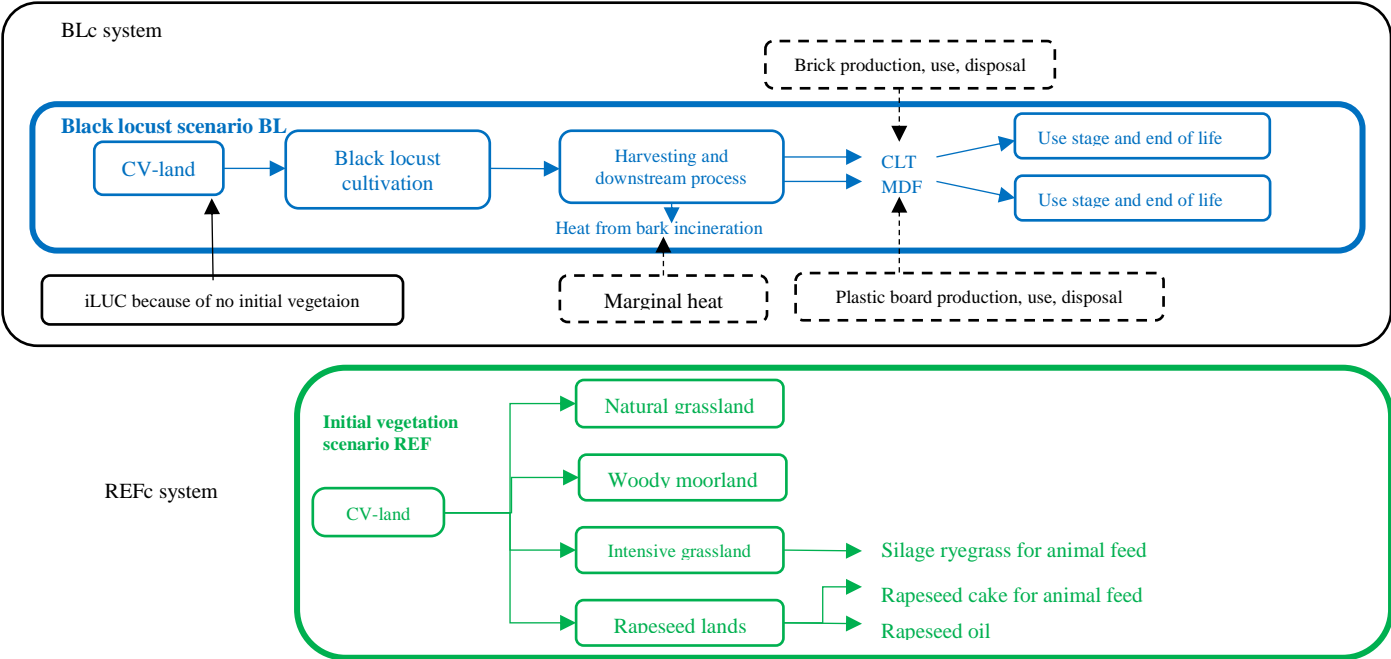 BLc system
Brick production, use, disposal
Black locust scenario BL
CV-land
Black locust
cultivation
Harvesting and
downstream process
CLT
MDF
Use stage and end of life
Use stage and end of life
Heat from bark incineration
iLUC because of no initial vegetaion
Marginal heat
Plastic board production, use, disposal
REFc system
Initial vegetation
scenario REF
CV-land
Natural grassland
Woody moorland
Intensive grassland
Rapeseed lands
Silage ryegrass for animal feed
Rapeseed cake for animal feed
Rapeseed oil